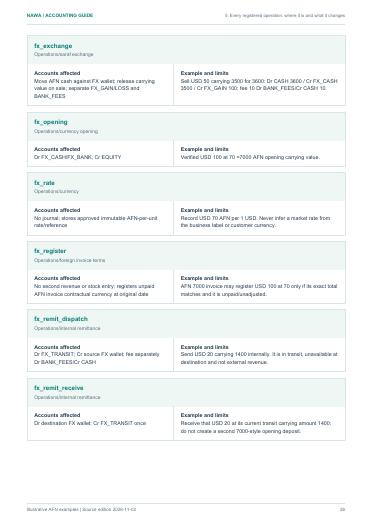 NAWA | ACCOUNTING GUIDE
5. Every registered operation: where it is and what it changes
fx_exchange
Operations/sarraf exchange
Accounts affected
Move AFN cash against FX wallet; release carrying
value on sale; separate FX_GAIN/LOSS and
BANK_FEES
Example and limits
Sell USD 50 carrying 3500 for 3600: Dr CASH 3600 / Cr FX_CASH
3500 / Cr FX_GAIN 100; fee 10 Dr BANK_FEES/Cr CASH 10.
fx_opening
Operations/currency opening
Accounts affected
Dr FX_CASH/FX_BANK; Cr EQUITY
Example and limits
Verified USD 100 at 70 =7000 AFN opening carrying value.
fx_rate
Operations/currency
Accounts affected
No journal; stores approved immutable AFN-per-unit
rate/reference
Example and limits
Record USD 70 AFN per 1 USD. Never infer a market rate from
the business label or customer currency.
fx_register
Operations/foreign invoice terms
Accounts affected
No second revenue or stock entry; registers unpaid
AFN invoice contractual currency at original date
Example and limits
AFN 7000 invoice may register USD 100 at 70 only if its exact total
matches and it is unpaid/unadjusted.
fx_remit_dispatch
Operations/internal remittance
Accounts affected
Dr FX_TRANSIT; Cr source FX wallet; fee separately
Dr BANK_FEES/Cr CASH
Example and limits
Send USD 20 carrying 1400 internally. It is in transit, unavailable at
destination and not external revenue.
fx_remit_receive
Operations/internal remittance
Accounts affected
Dr destination FX wallet; Cr FX_TRANSIT once
Example and limits
Receive that USD 20 at its current transit carrying amount 1400;
do not create a second 7000-style opening deposit.
Illustrative AFN examples | Source edition